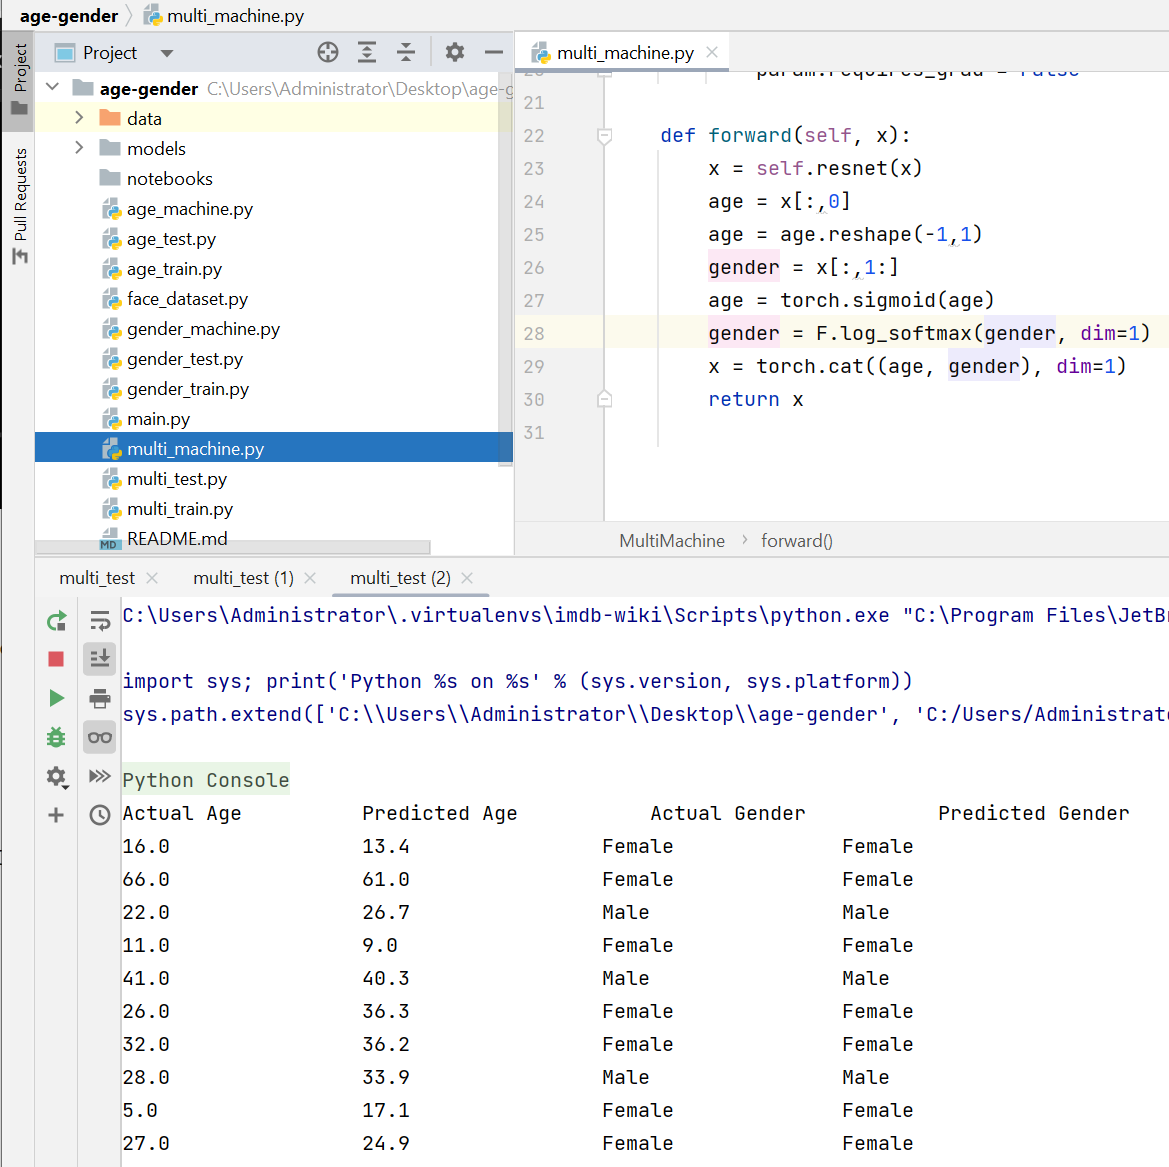 age-gender multi_machine.py
Project
Pull Requests
Project
age-gender C:\Users\Administrator\Desktop\age-g
data
models
notebooks
age_machine.py
age_test.py
age_train.py
face_dataset.py
gender_machine.py
gender_test.py
gender_train.py
main.py
multi_machine.py
multi_test.py
multi_train.py
MD README.md
multi_machine.py
param.requires_grad = False
21
22 def forward(self, x):
23 x = self.resnet(x)
24 age = x[:,0]
25 age = age.reshape(-1,1)
26 gender = x[:,1:]
27 age = torch.sigmoid(age)
28 gender = F.log_softmax(gender, dim=1)
29 x = torch.cat((age, gender), dim=1)
30 return x
31
MultiMachine forward()
multi_test multi_test (1) multi_test (2)
C:\Users\Administrator\.virtualenvs\imdb-wiki\Scripts\python.exe "C:\Program Files\JetBr
import sys; print('Python %s on %s' % (sys.version, sys.platform))
sys.path.extend(['C:\\Users\\Administrator\\Desktop\\age-gender', 'C:/Users/Administrato
Python Console
Actual Age Predicted Age Actual Gender Predicted Gender
16.0 13.4 Female Female
66.0 61.0 Female Female
22.0 26.7 Male Male
11.0 9.0 Female Female
41.0 40.3 Male Male
26.0 36.3 Female Female
32.0 36.2 Female Female
28.0 33.9 Male Male
5.0 17.1 Female Female
27.0 24.9 Female Female